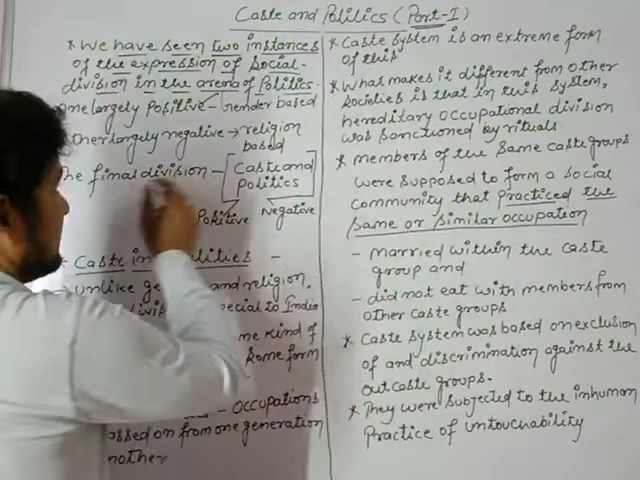 Caste and Politics (Part-I)
* We have seen two instances
of the expression of Social-
division in the arena of Politics.
One largely positive - Gender based
Other largely negative → religion
based
The final division - Caste and
Politics
Positive Negative
* Caste inequalities -
→ Unlike and religion,
special to India
kind of
some form
- Occupations
passed on from one generation
another
* Caste system is an extreme form
of this
* What makes it different from other
Societies is that in this system,
hereditary occupational division
was sanctioned by rituals.
* members of the same caste groups
were supposed to form a social
community that practiced the
same or similar occupation
- married within the caste
group and
- did not eat with members from
other caste groups
* Caste system was based on exclusion
of and discrimination against the
outcaste groups.
* They were subjected to the inhuman
practice of untouchability